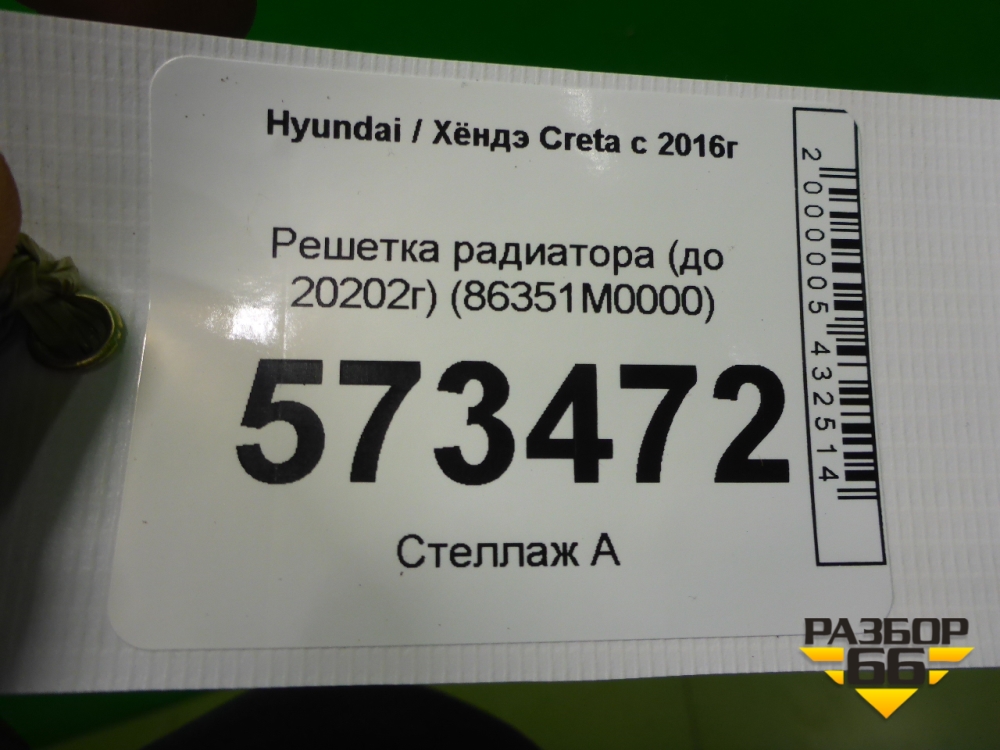 Hyundai / Хёндэ Creta с 2016г
Решетка радиатора (до
20202г) (86351M0000)
573472
Стеллаж А
2000005432514
РАЗБОР
66